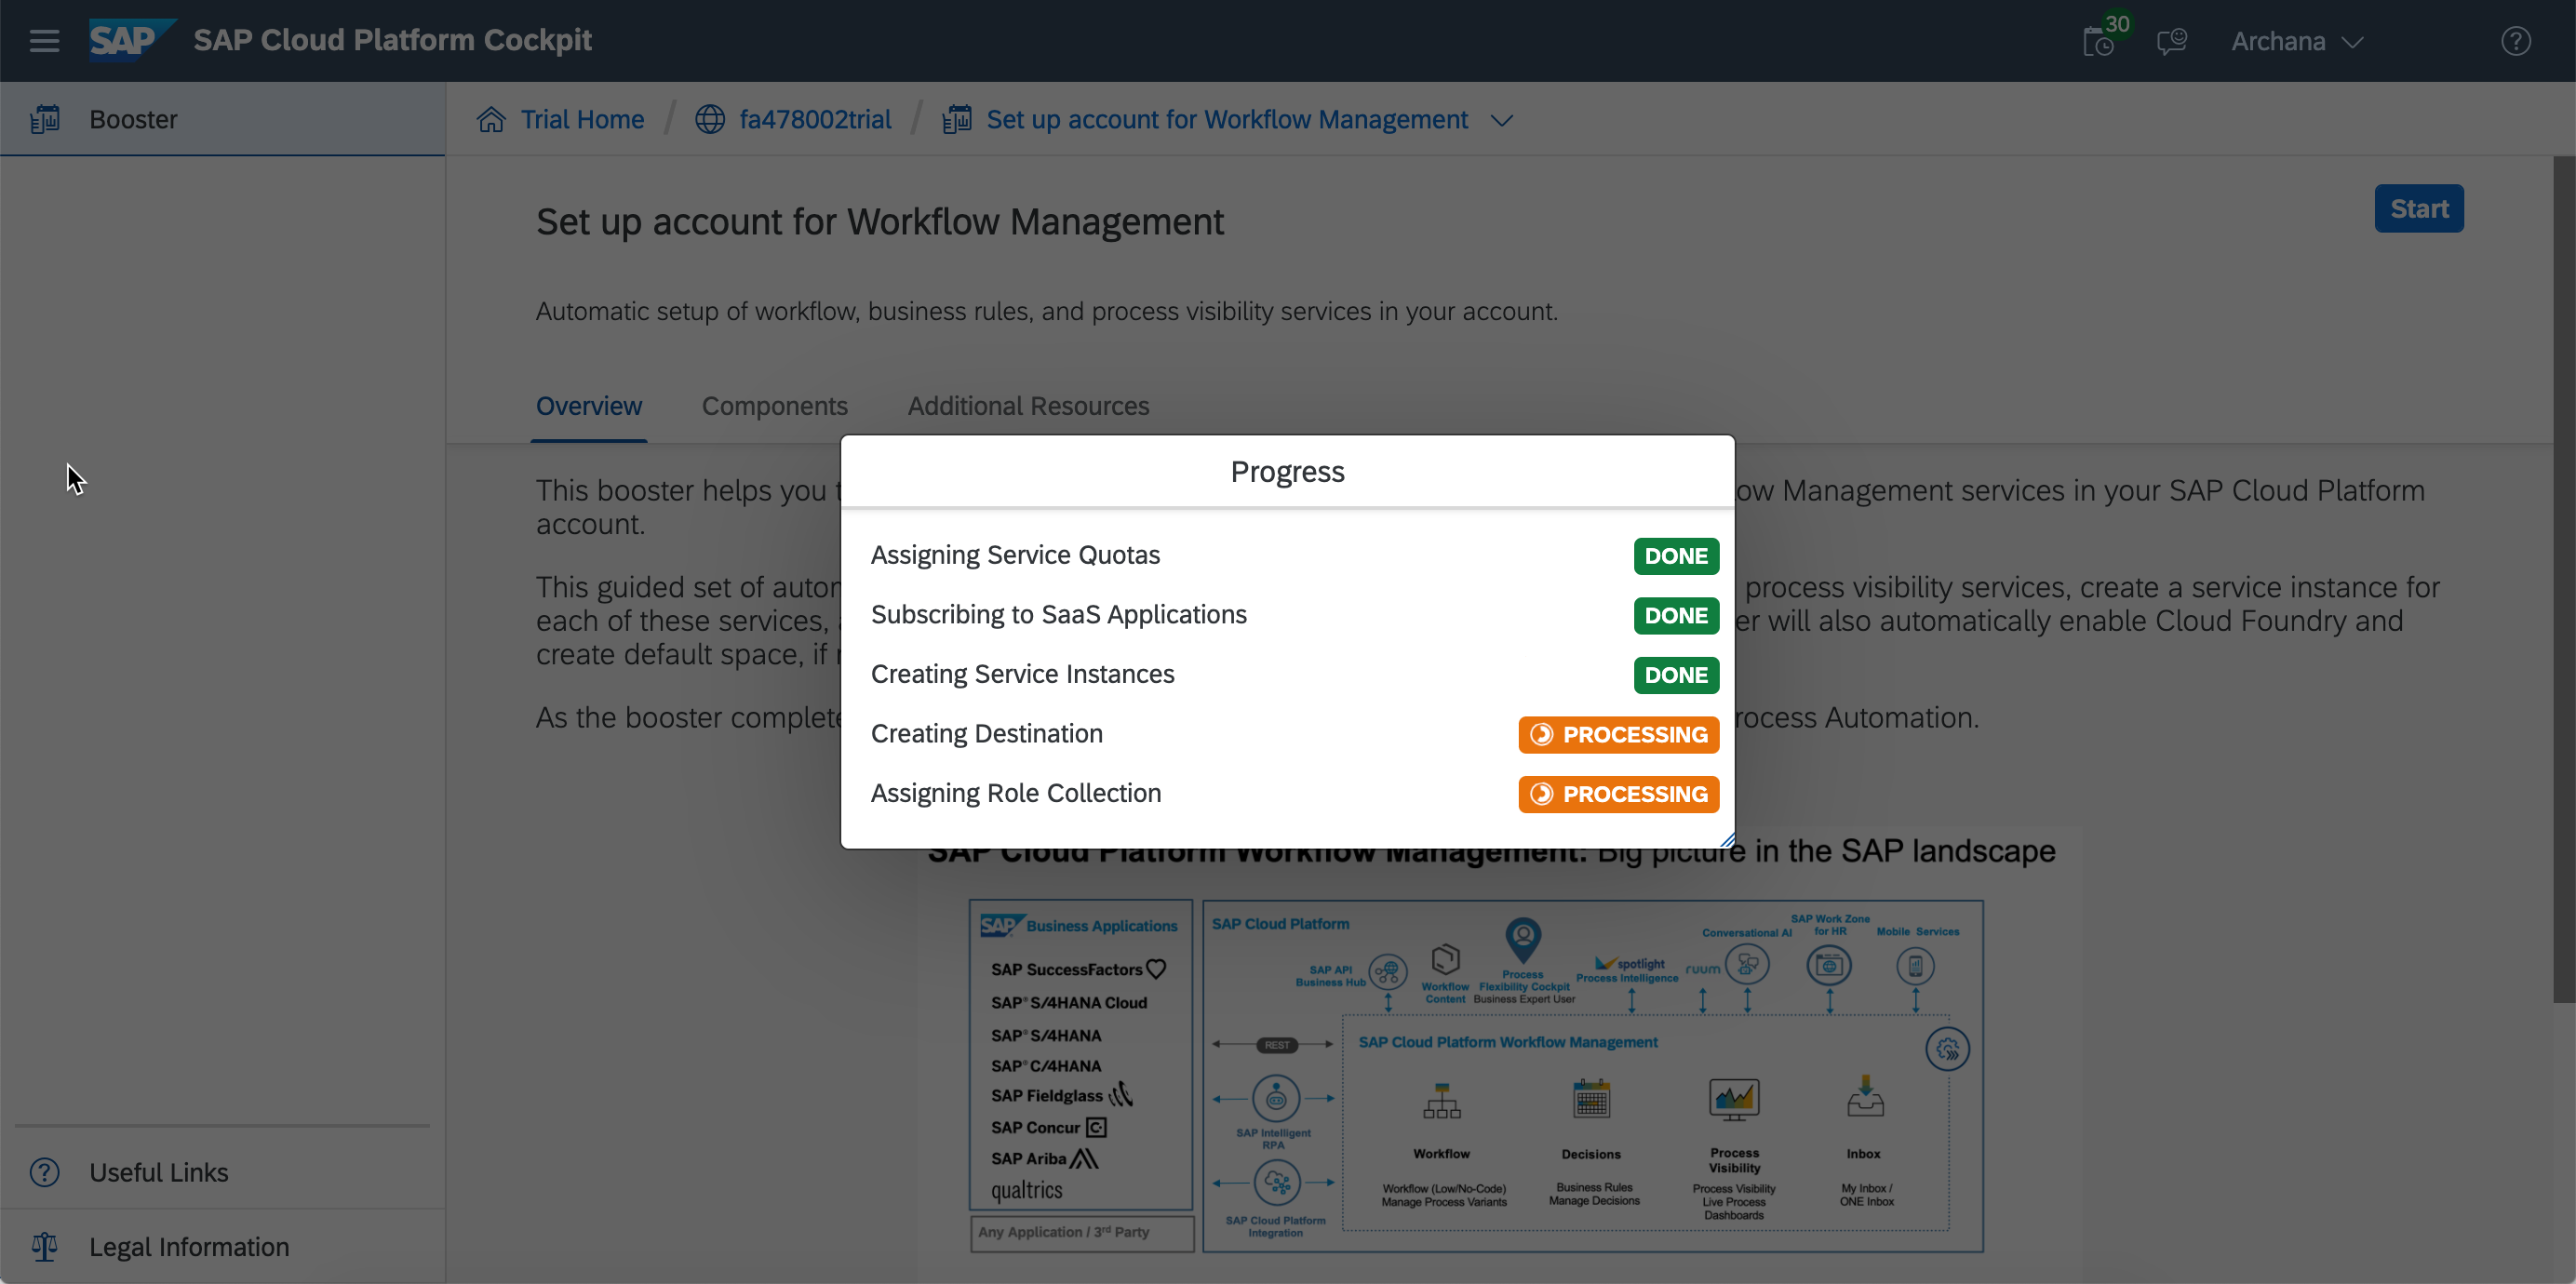 SAP SAP Cloud Platform Cockpit
30
Archana
Booster
Trial Home / fa478002trial / Set up account for Workflow Management
Set up account for Workflow Management
Start
Automatic setup of workflow, business rules, and process visibility services in your account.
Overview Components Additional Resources
This booster helps you
ow Management services in your SAP Cloud Platform
account.
This guided set of
process visibility services, create a service instance for
each of these services,
er will also automatically enable Cloud Foundry and
create default space, if
As the booster
rocess Automation.
Progress
Assigning Service Quotas DONE
Subscribing to SaaS Applications DONE
Creating Service Instances DONE
Creating Destination PROCESSING
Assigning Role Collection PROCESSING
SAP Cloud Platform Workflow Management: Big picture in the SAP landscape
SAP Business Applications
SAP SuccessFactors
SAP® S/4HANA Cloud
SAP® S/4HANA
SAP® C/4HANA
SAP Fieldglass
SAP Concur
SAP Ariba
qualtrics
Any Application / 3rd Party
SAP Cloud Platform
SAP API
Business Hub
Workflow
Content
Process
Flexibility Cockpit
Business Expert User
spotlight
Process Intelligence
ruum
Conversational AI
SAP Work Zone
for HR
Mobile Services
REST
SAP Intelligent
RPA
SAP Cloud Platform
Integration
SAP Cloud Platform Workflow Management
Workflow
Workflow (Low/No-Code)
Manage Process Variants
Decisions
Business Rules
Manage Decisions
Process
Visibility
Process Visibility
Live Process
Dashboards
Inbox
My Inbox /
ONE Inbox
Useful Links
Legal Information